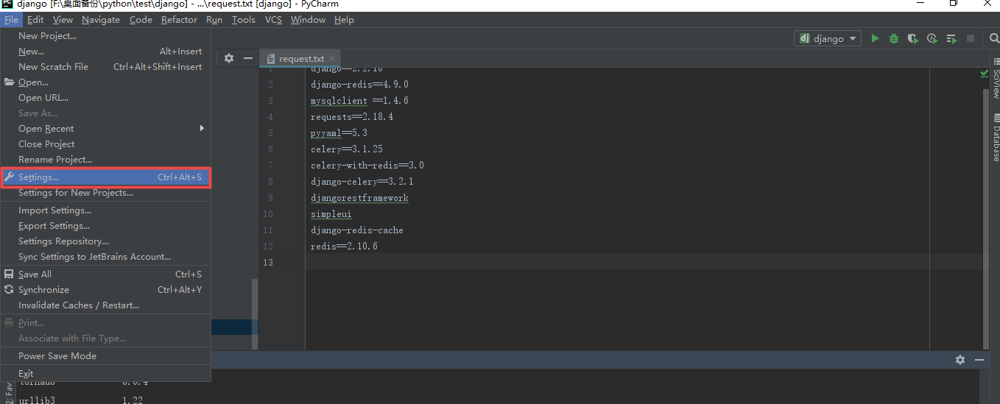 django [F:\桌面备份\python\test\django] - ...\request.txt [django] - PyCharm
File Edit View Navigate Code Refactor Run Tools VCS Window Help
New Project...
New... Alt+Insert
New Scratch File Ctrl+Alt+Shift+Insert
Open...
Open URL...
Save As...
Open Recent
Close Project
Rename Project...
Settings... Ctrl+Alt+S
Settings for New Projects...
Import Settings...
Export Settings...
Settings Repository...
Sync Settings to JetBrains Account...
Save All Ctrl+S
Synchronize Ctrl+Alt+Y
Invalidate Caches / Restart...
Print...
Associate with File Type...
Power Save Mode
Exit
dj django
request.txt
1 django==2.2.10
2 django-redis==4.9.0
3 mysqlclient ==1.4.6
4 requests==2.18.4
5 pyyaml==5.3
6 celery==3.1.25
7 celery-with-redis==3.0
8 django-celery==3.2.1
9 djangorestframework
10 simpleui
11 django-redis-cache
12 redis==2.10.6
13
SciView
Database
2: Fav
tornado 6.0.4
urllib3 1.22